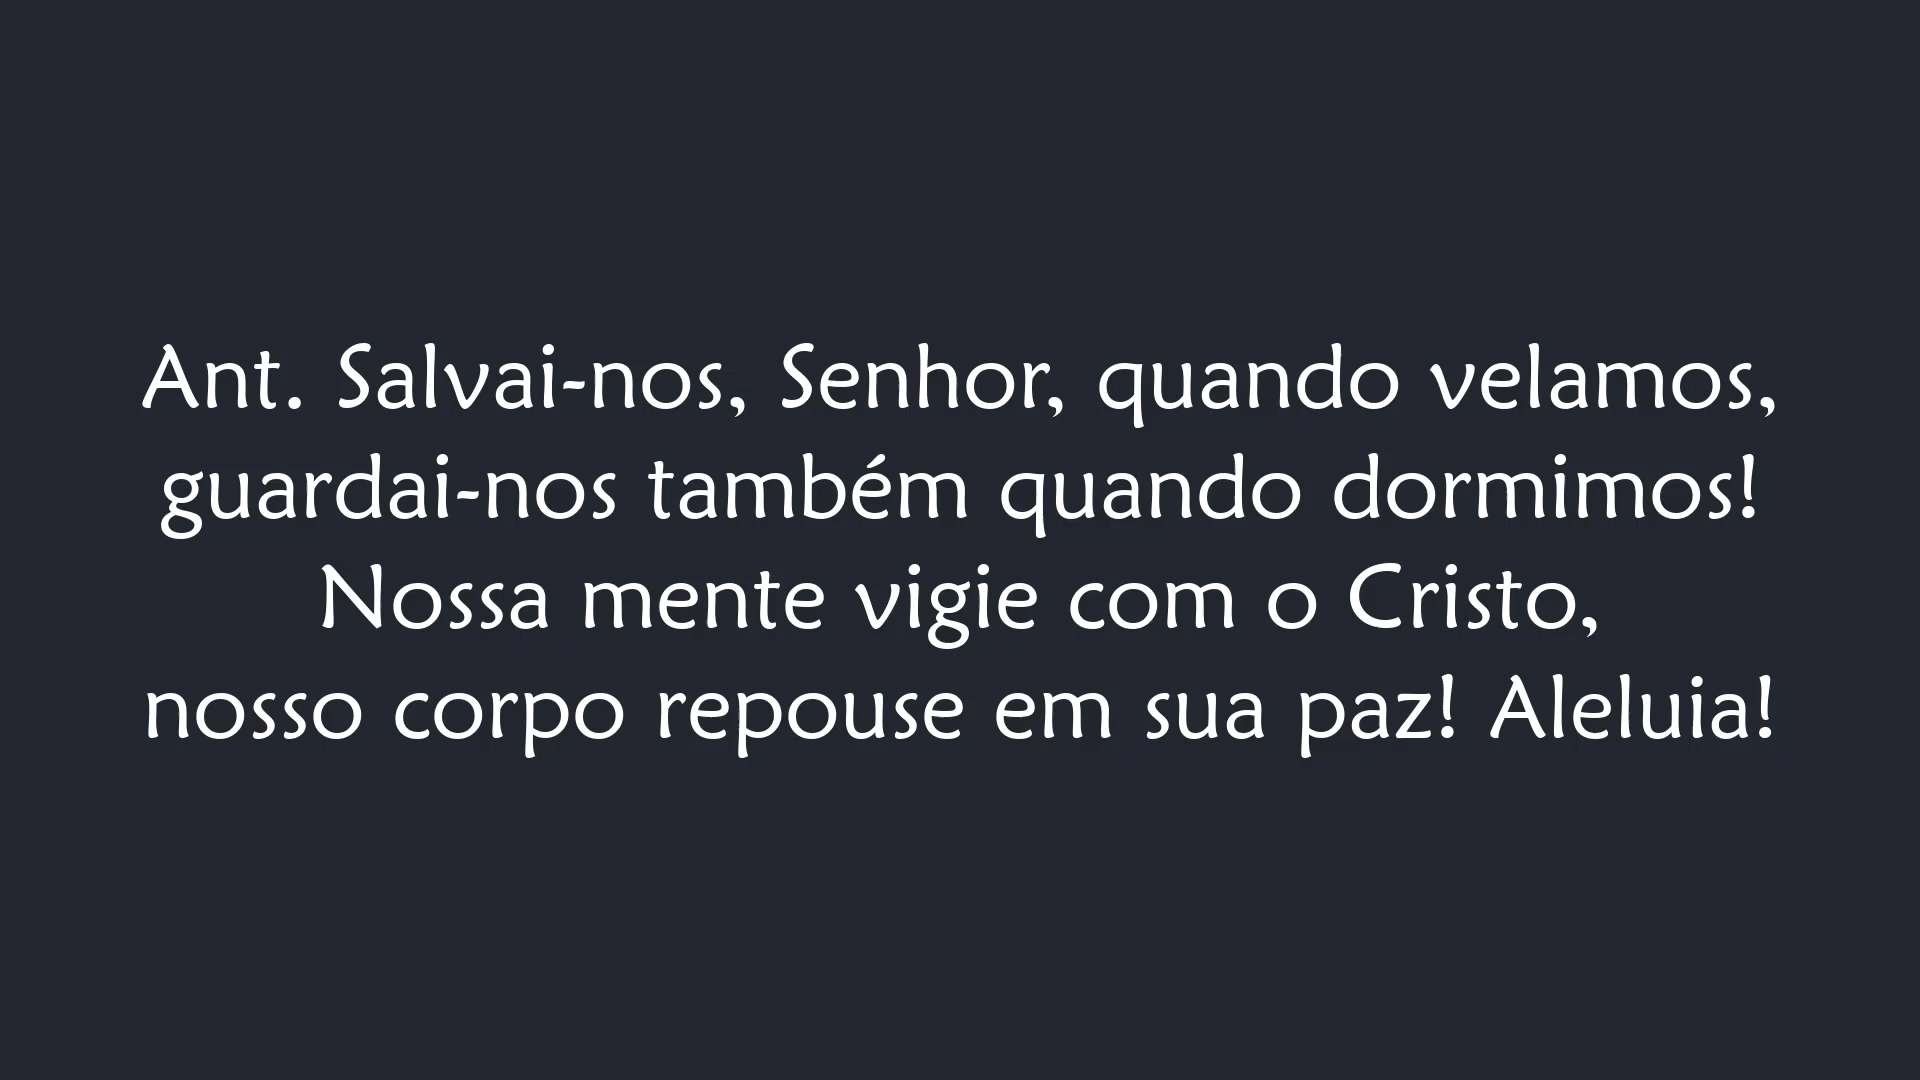 Ant. Salvai-nos, Senhor, quando velamos,
guardai-nos também quando dormimos!
Nossa mente vigie com o Cristo,
nosso corpo repouse em sua paz! Aleluia!